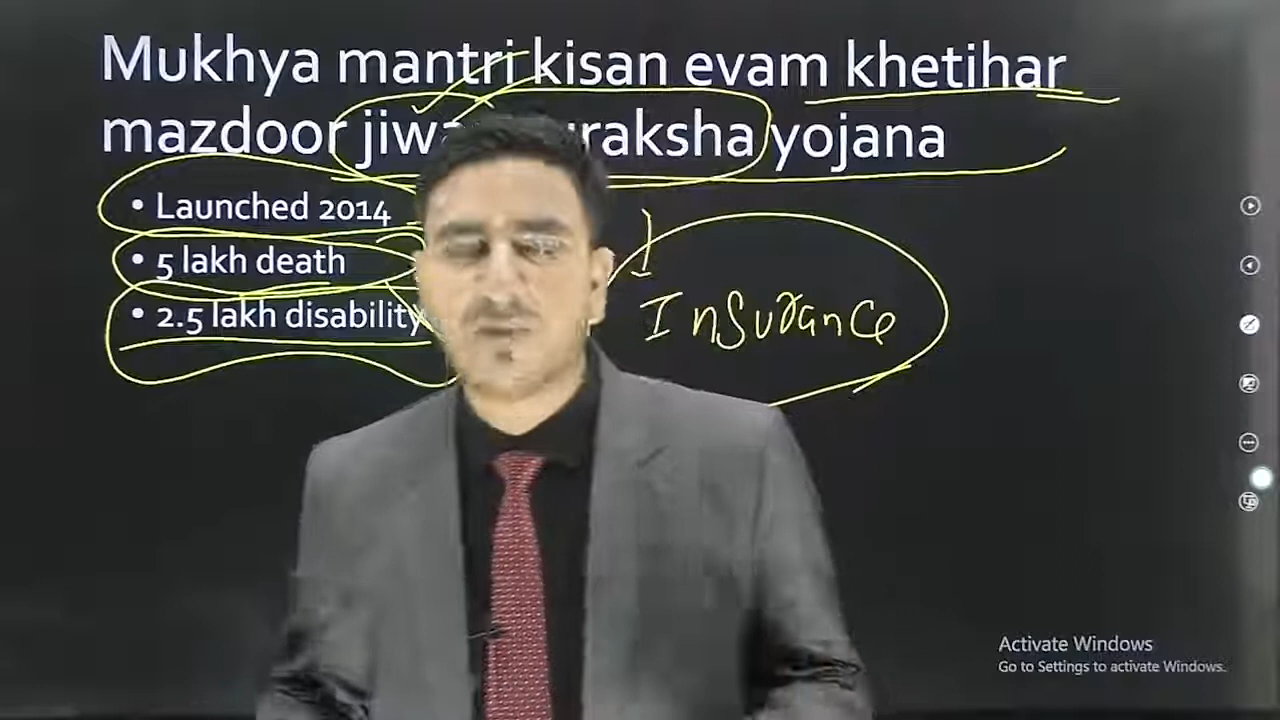 Mukhya mantri kisan evam khetihar
mazdoor jiwa uraksha yojana
• Launched 2014
• 5 lakh death
• 2.5 lakh disability
Insurance
Activate Windows
Go to Settings to activate Windows.